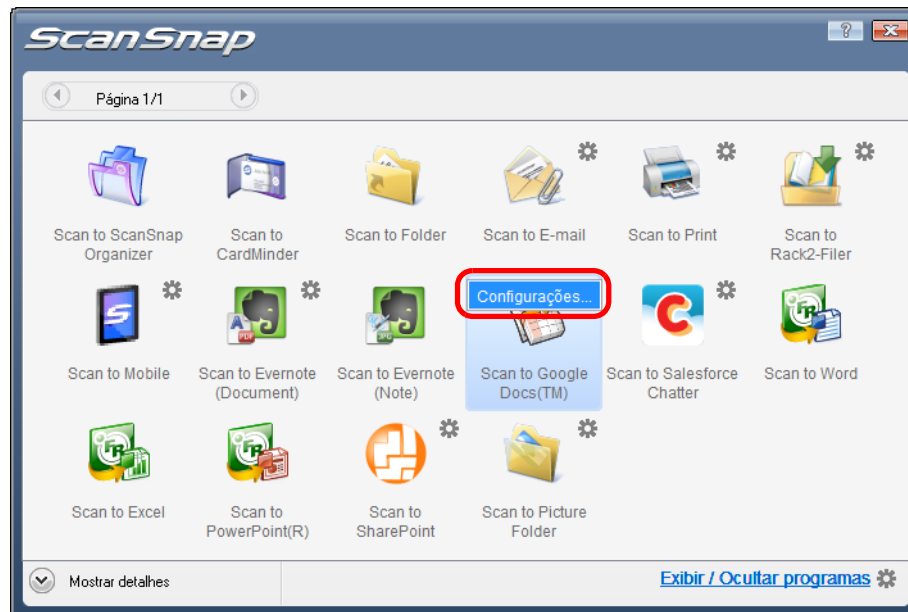 ScanSnap
?
Página 1/1
Scan to ScanSnap
Organizer
Scan to
CardMinder
Scan to Folder
Scan to E-mail
Scan to Print
Scan to
Rack2-Filer
Configurações...
Scan to Mobile
Scan to Evernote
(Document)
Scan to Evernote
(Note)
Scan to Google
Docs(TM)
Scan to Salesforce
Chatter
Scan to Word
Scan to Excel
Scan to
PowerPoint(R)
Scan to
SharePoint
Scan to Picture
Folder
Mostrar detalhes
Exibir / Ocultar programas